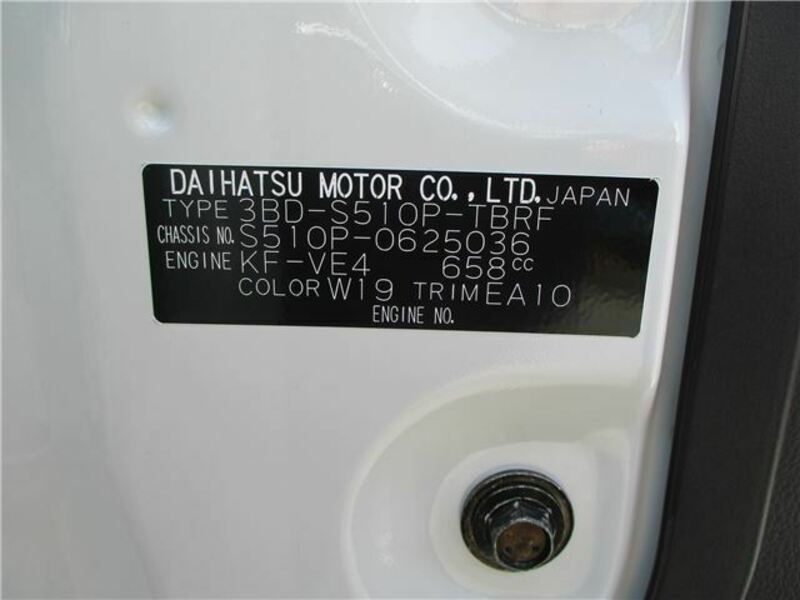 DAIHATSU MOTOR CO., LTD. JAPAN
TYPE 3BD-S510P-TBRF
CHASSIS NO. S510P-0625036
ENGINE KF-VE4 658cc
COLOR W19 TRIM EA10
ENGINE NO.